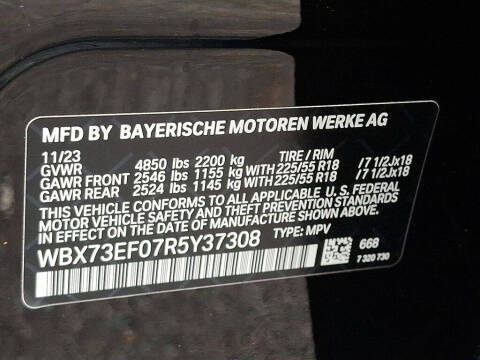 MFD BY BAYERISCHE MOTOREN WERKE AG
11/23 TIRE / RIM
GVWR 4850 lbs 2200 kg
GAWR FRONT 2546 lbs 1155 kg 225/55 R18 / 7 1/2Jx18
GAWR REAR 2524 lbs 1145 kg 225/55 R18 / 7 1/2Jx18
THIS VEHICLE CONFORMS TO ALL APPLICABLE U. S. FEDERAL
MOTOR VEHICLE SAFETY, BUMPER, AND THEFT PREVENTION STANDARDS
IN EFFECT ON THE DATE OF MANUFACTURE SHOWN ABOVE.
WBX73EF07R5Y37308 TYPE: MPV
668
7 320 730